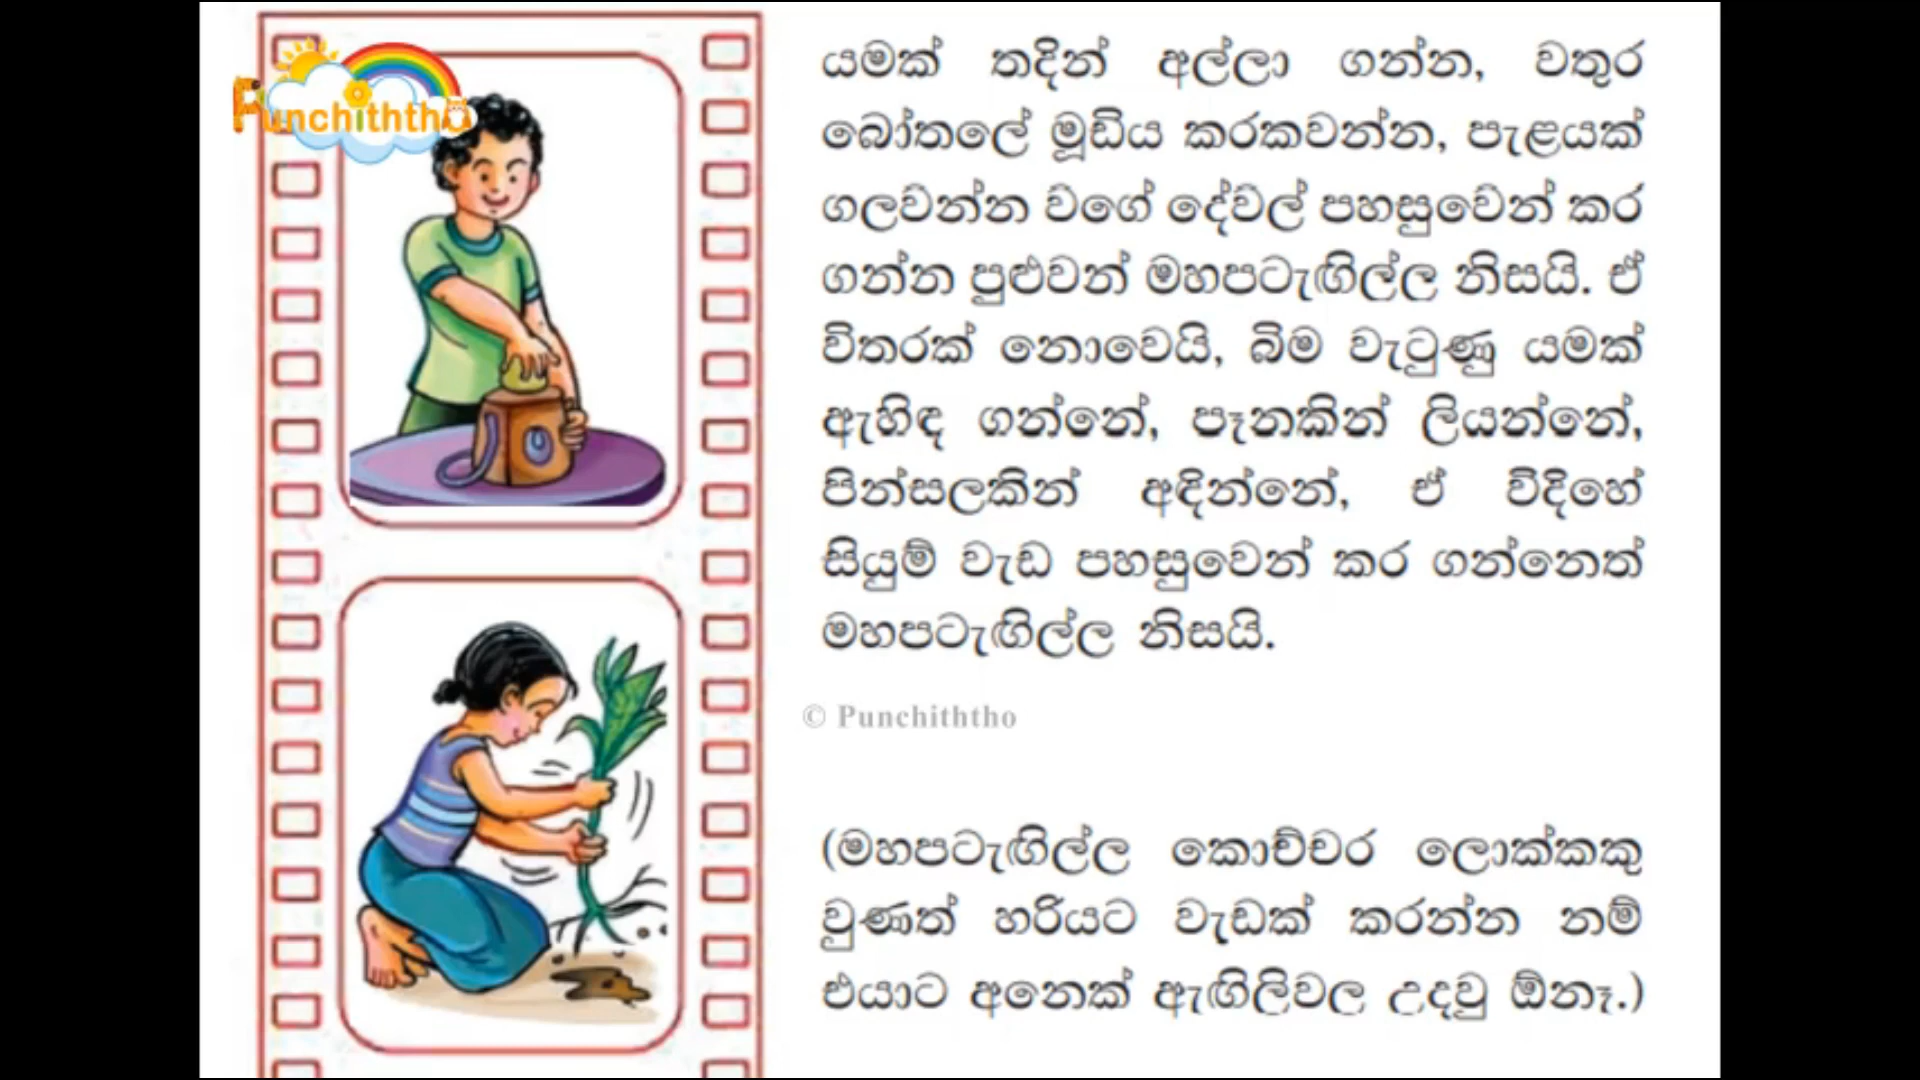 Punchiththo
යමක් තදින් අල්ලා ගන්න, වතුර
බෝතලේ මූඩිය කරකවන්න, පැළයක්
ගලවන්න වගේ දේවල් පහසුවෙන් කර
ගන්න පුළුවන් මහපටැඟිල්ල නිසයි. ඒ
විතරක් නොවෙයි, බිම වැටුණු යමක්
ඇහිඳ ගන්නේ, පෑනකින් ලියන්නේ,
පින්සලකින් අඳින්නේ, ඒ විදිහේ
සියුම් වැඩ පහසුවෙන් කර ගන්නෙත්
මහපටැඟිල්ල නිසයි.
© Punchiththo
(මහපටැඟිල්ල කොච්චර ලොක්කකු
වුණත් හරියට වැඩක් කරන්න නම්
එයාට අනෙක් ඇඟිලිවල උදවු ඕනෑ.)